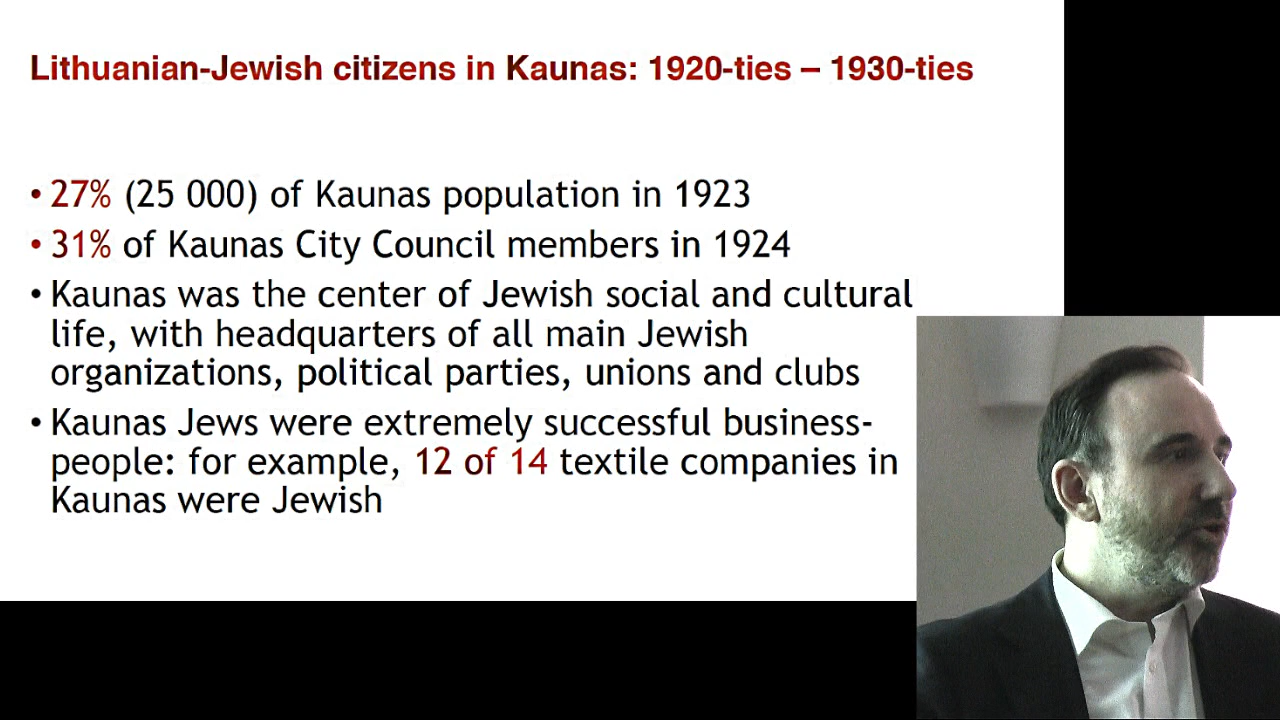 Lithuanian-Jewish citizens in Kaunas: 1920-ties – 1930-ties
• 27% (25 000) of Kaunas population in 1923
• 31% of Kaunas City Council members in 1924
• Kaunas was the center of Jewish social and cultural
life, with headquarters of all main Jewish
organizations, political parties, unions and clubs
• Kaunas Jews were extremely successful business-
people: for example, 12 of 14 textile companies in
Kaunas were Jewish